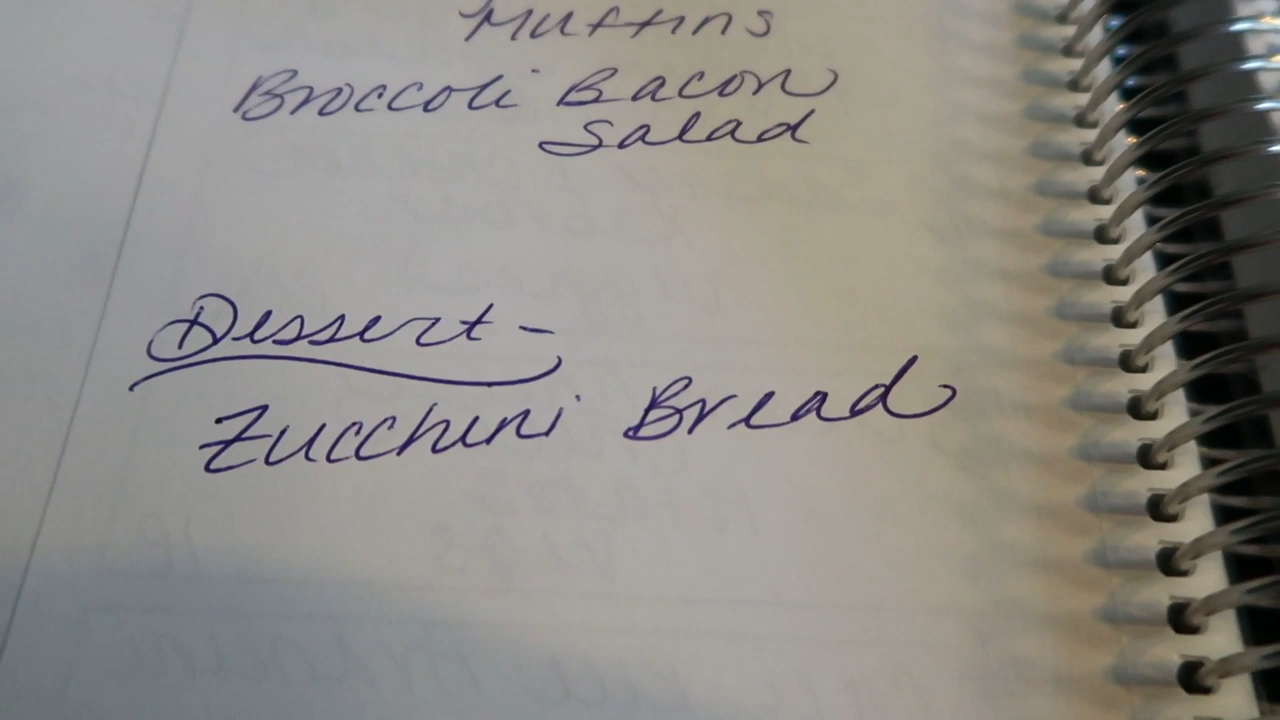 Muffins
Broccoli Bacon
Salad
Dessert -
Zucchini Bread